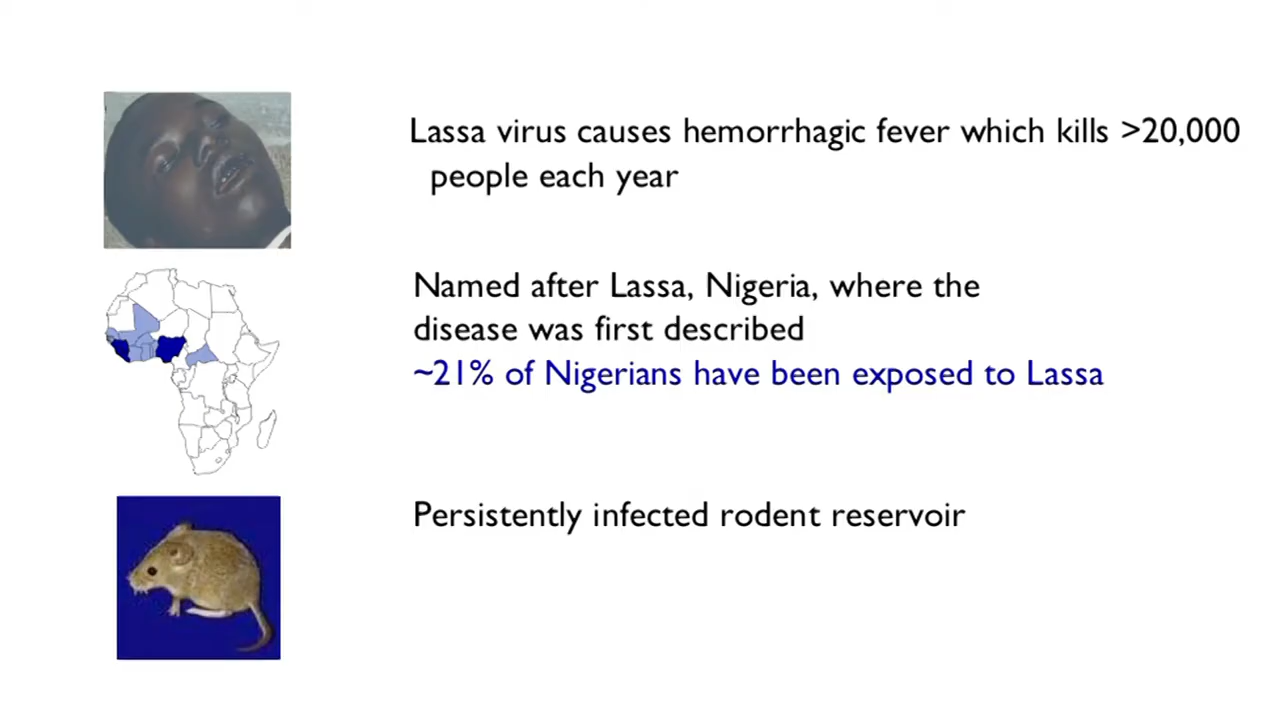 Lassa virus causes hemorrhagic fever which kills >20,000
people each year
Named after Lassa, Nigeria, where the
disease was first described
~21% of Nigerians have been exposed to Lassa
Persistently infected rodent reservoir